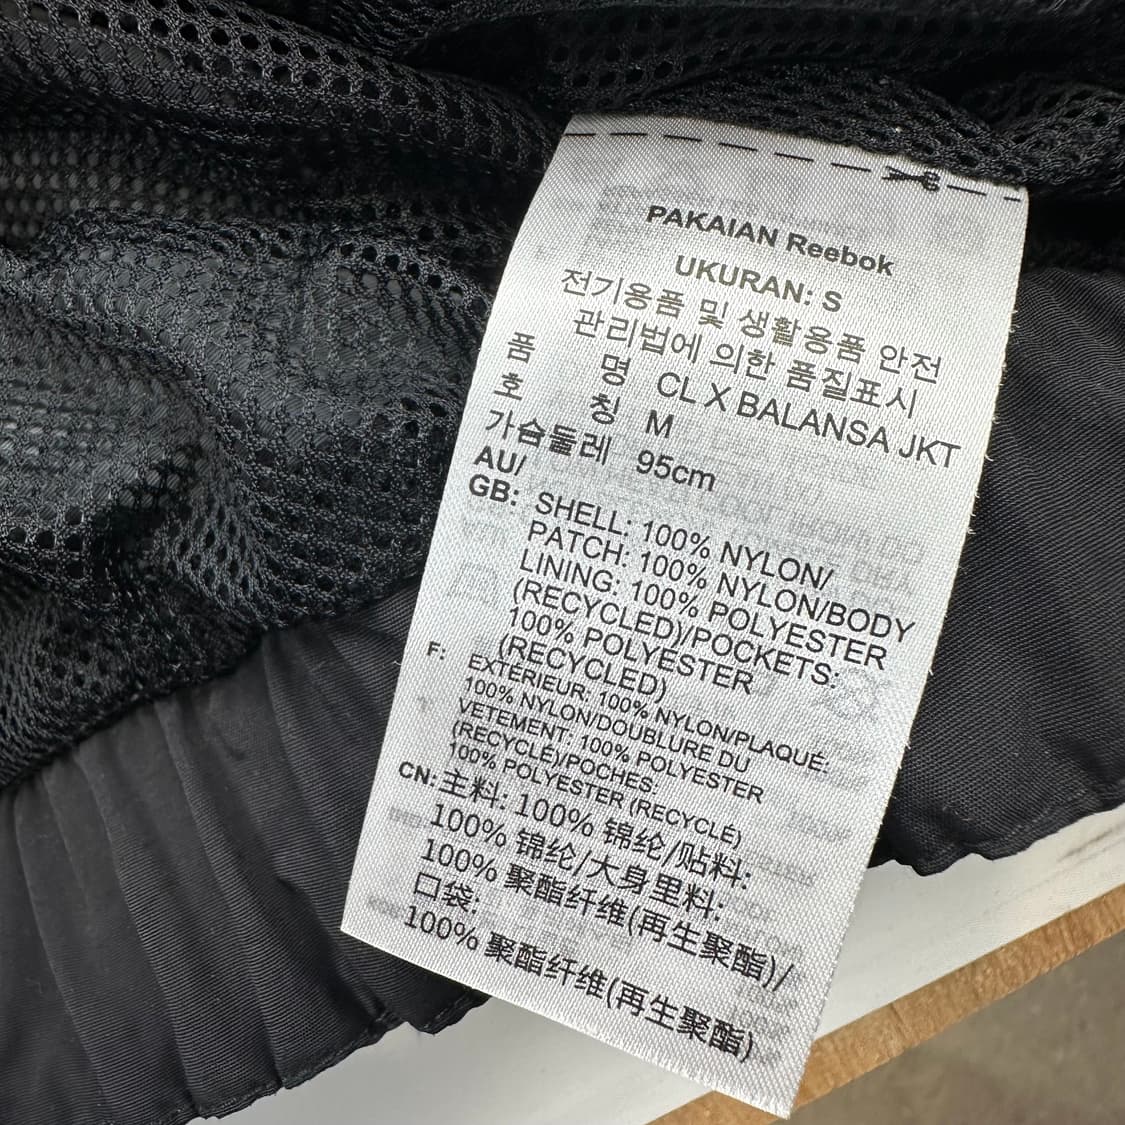 PAKAIAN Reebok
UKURAN: S
전기용품 및 생활용품 안전
관리법에 의한 품질표시
품 명 CL X BALANSA JKT
호 칭 M
가슴둘레 95cm
AU/
GB: SHELL: 100% NYLON/
PATCH: 100% NYLON/BODY
LINING: 100% POLYESTER
(RECYCLED)/POCKETS:
100% POLYESTER
(RECYCLED)
F: EXTERIEUR: 100% NYLON/PLAQUÉ:
100% NYLON/DOUBLURE DU
VETEMENT: 100% POLYESTER
(RECYCLÉ)/POCHES:
100% POLYESTER (RECYCLÉ)
CN: 主料: 100% 锦纶/贴料:
100% 锦纶/大身里料:
100% 聚酯纤维(再生聚酯)/
口袋:
100% 聚酯纤维(再生聚酯)